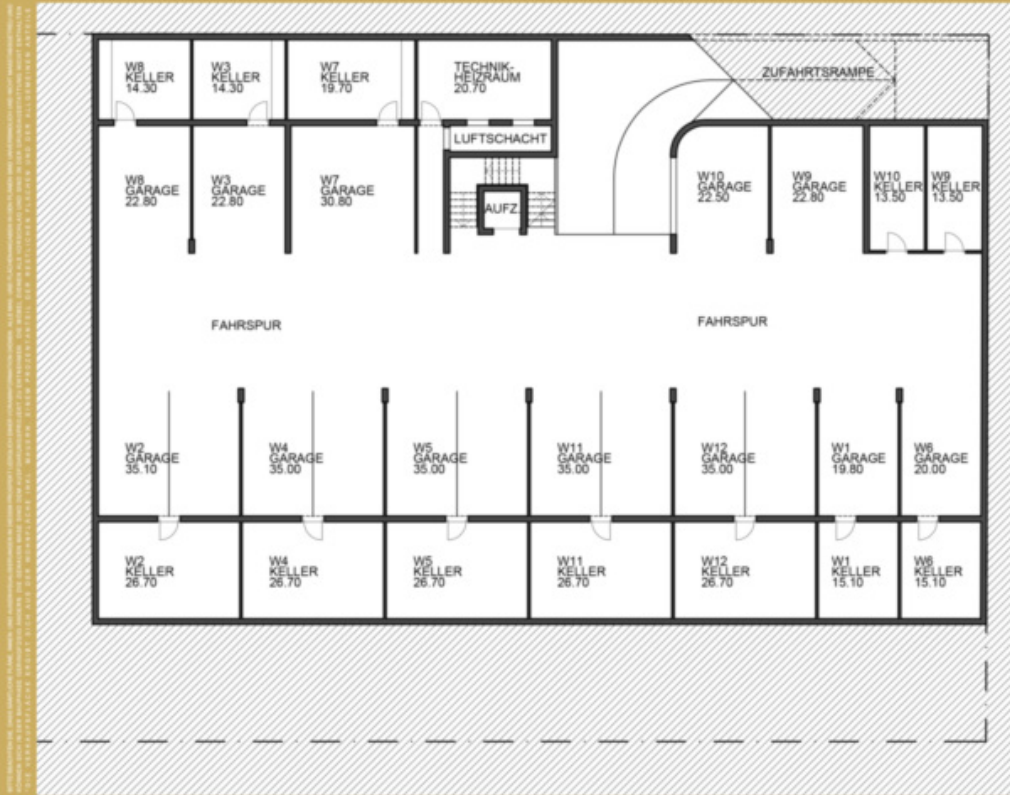 W8
KELLER
14.30
W3
KELLER
14.30
W7
KELLER
19.70
TECHNIK-
HEIZRAUM
20.70
ZUFAHRTSRAMPE
LUFTSCHACHT
W8
GARAGE
22.80
W3
GARAGE
22.80
W7
GARAGE
30.80
AUFZ.
W10
GARAGE
22.50
W9
GARAGE
22.80
W10
KELLER
13.50
W9
KELLER
13.50
FAHRSPUR
FAHRSPUR
W2
GARAGE
35.10
W4
GARAGE
35.00
W5
GARAGE
35.00
W11
GARAGE
35.00
W12
GARAGE
35.00
W1
GARAGE
19.80
W6
GARAGE
20.00
W2
KELLER
26.70
W4
KELLER
26.70
W5
KELLER
26.70
W11
KELLER
26.70
W12
KELLER
26.70
W1
KELLER
15.10
W6
KELLER
15.10